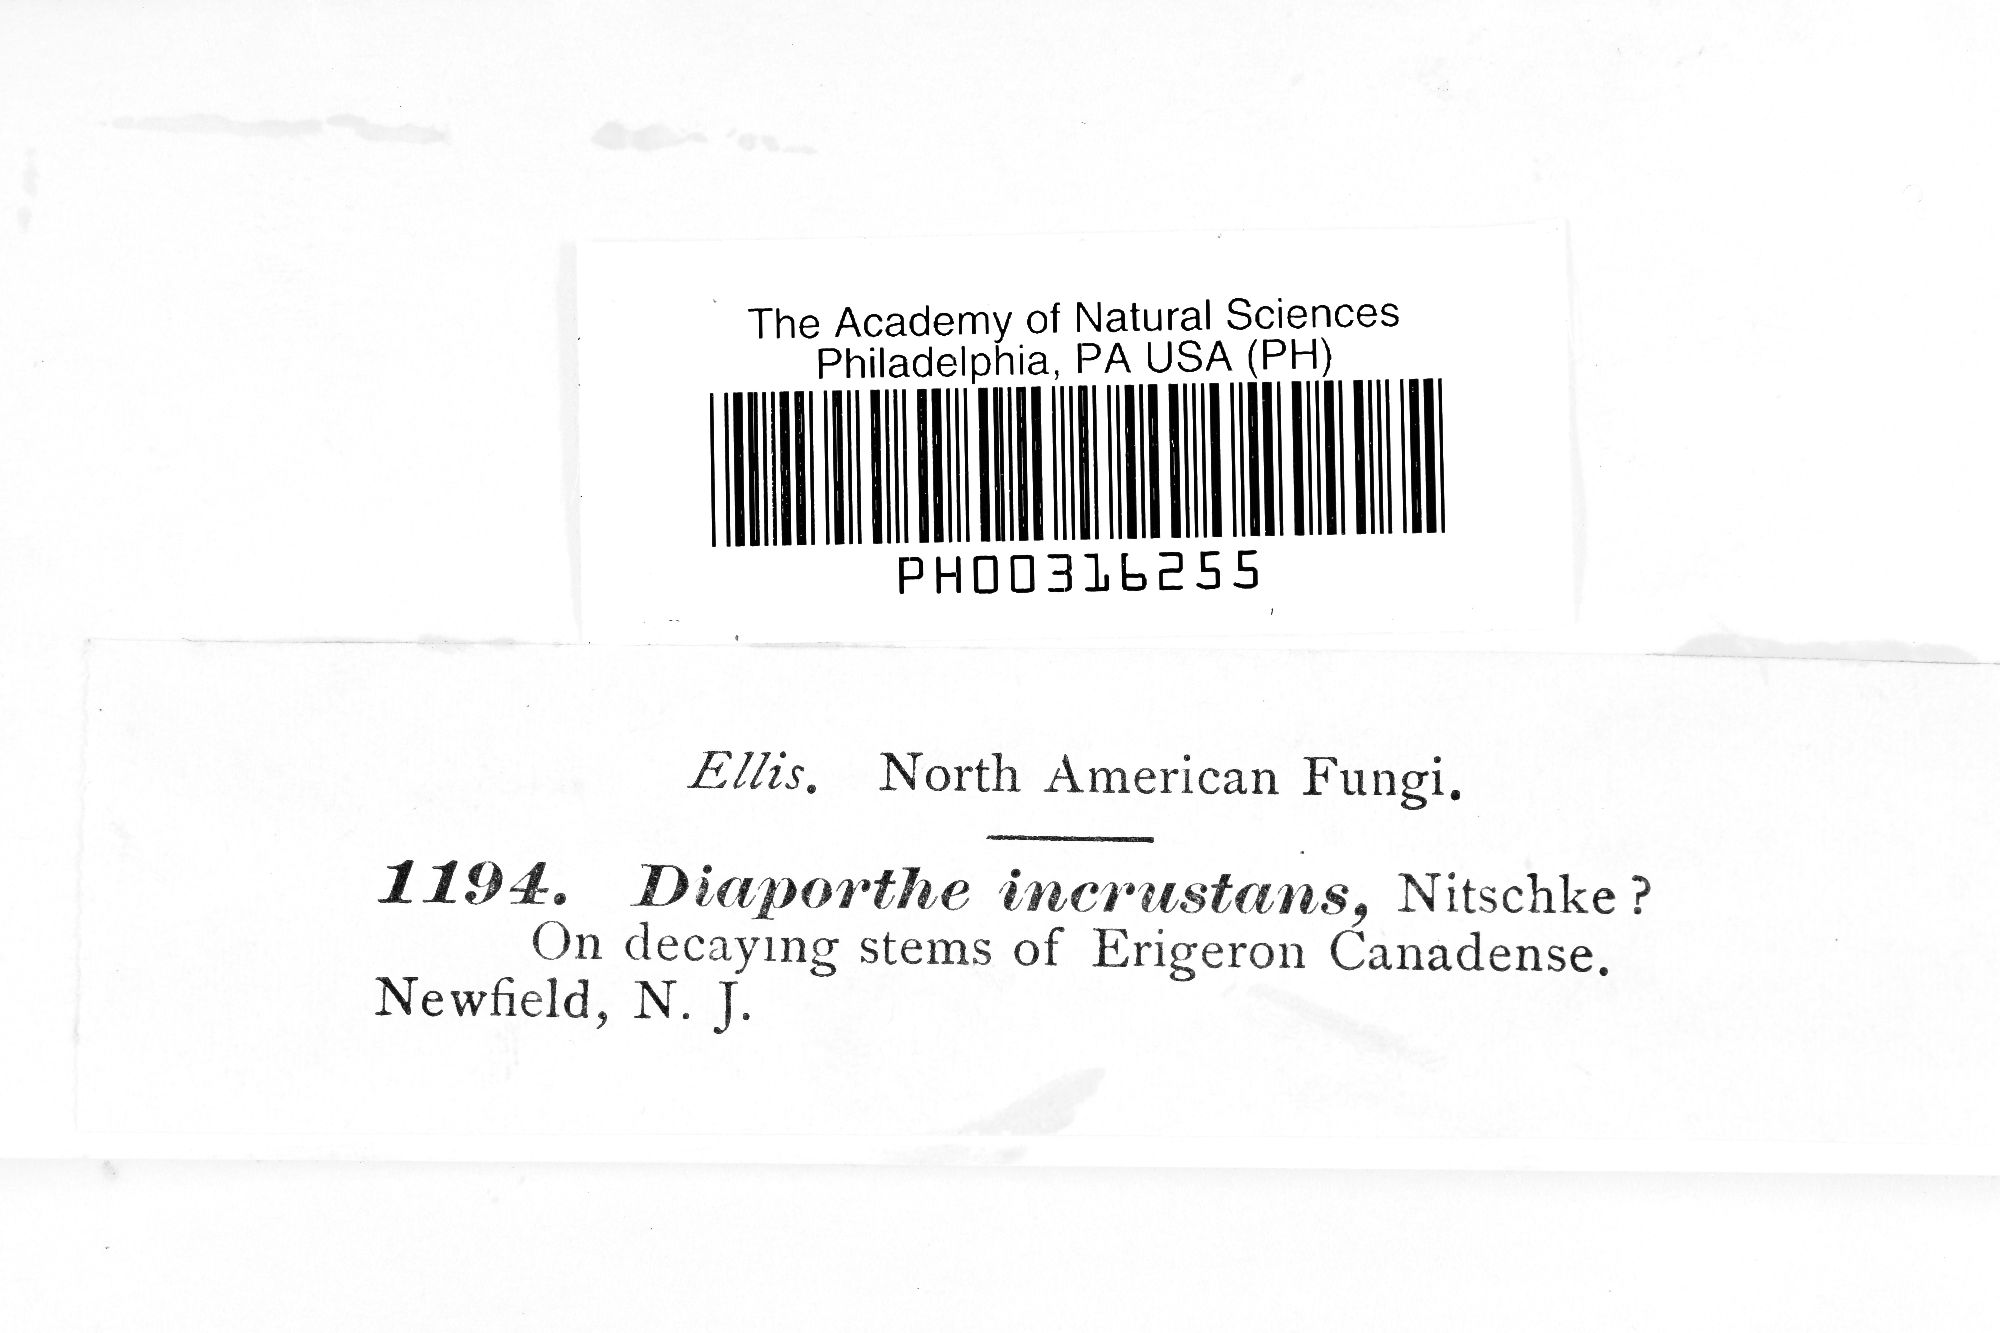 The Academy of Natural Sciences
Philadelphia, PA USA (PH)
PH00316255
Ellis. North American Fungi.
1194. Diaporthe incrustans, Nitschke ?
On decaying stems of Erigeron Canadense.
Newfield, N. J.